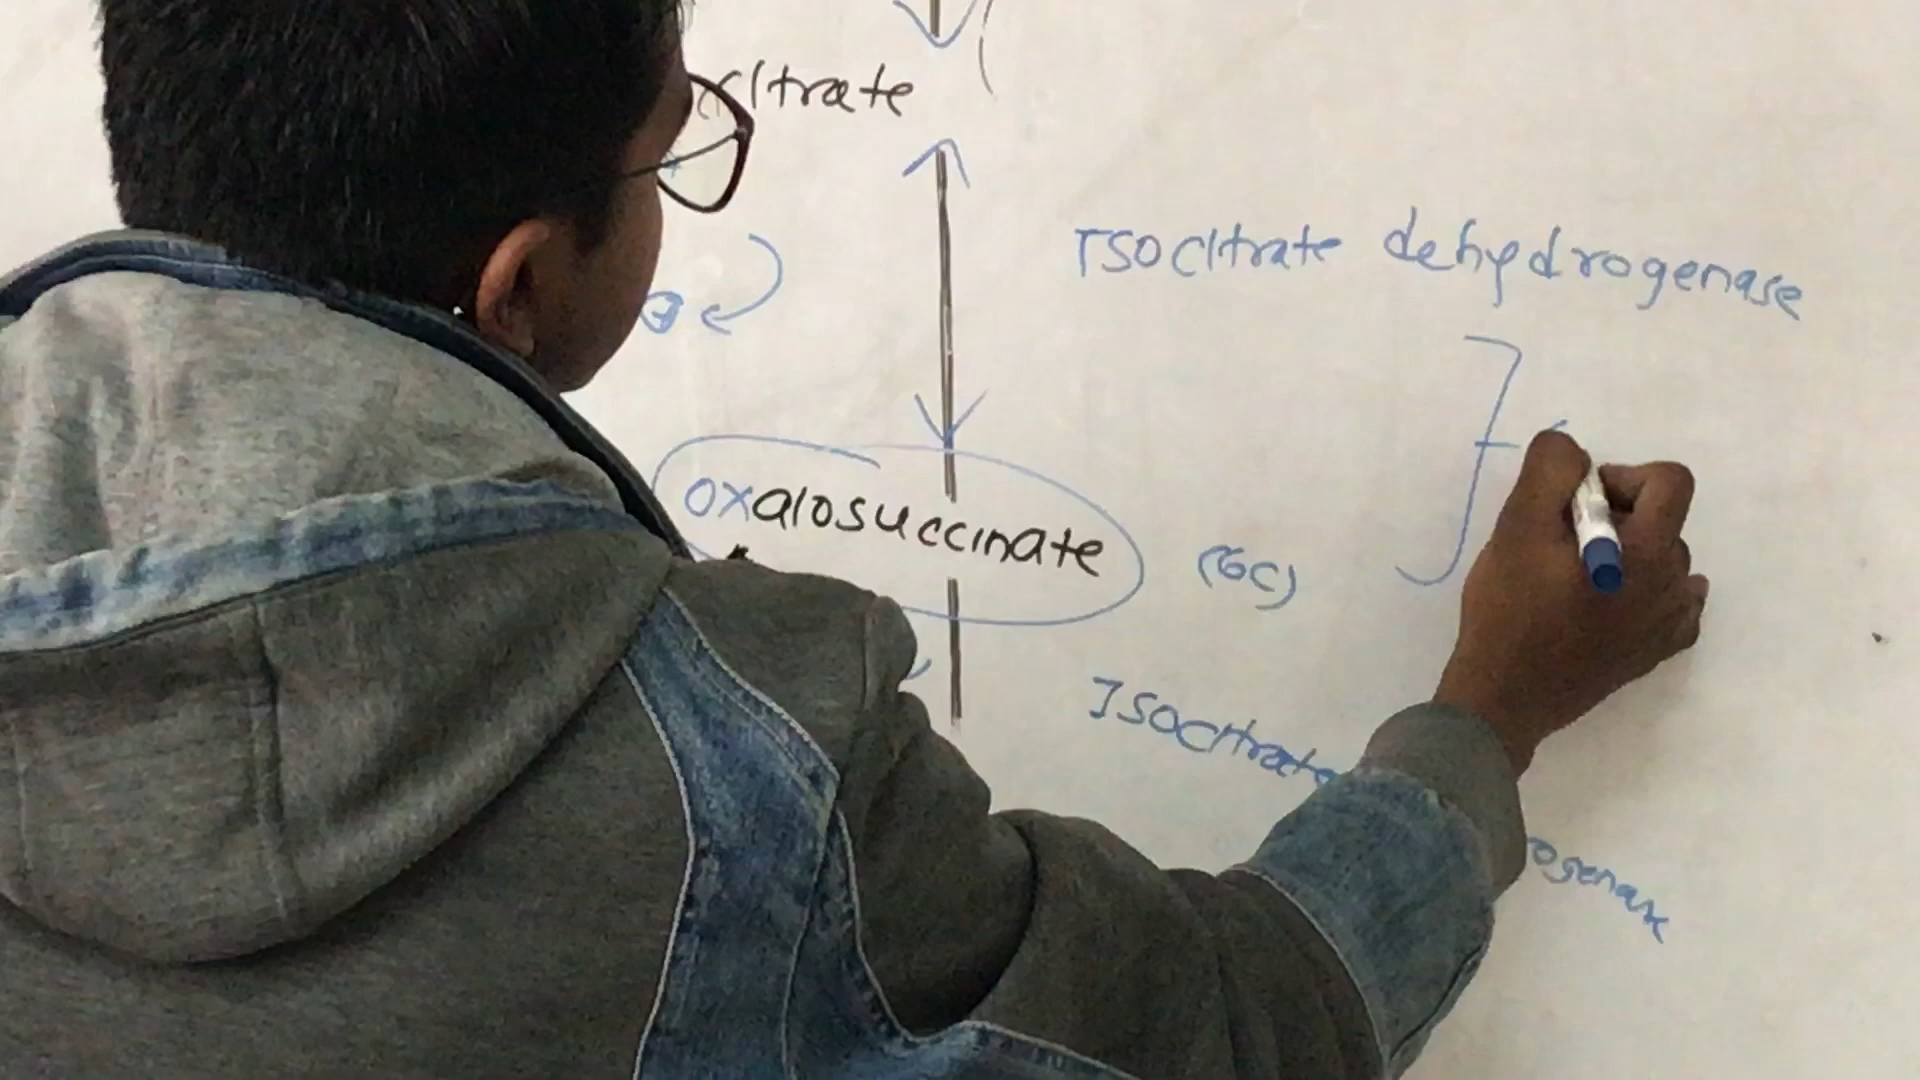 citrate
Isocitrate dehydrogenase
oxalosuccinate (6C)
Isocitrate
ogenase